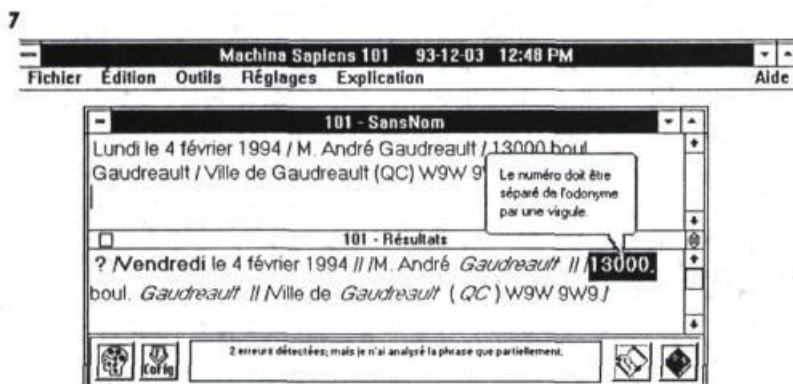 7
Machina Sapiens 101 93-12-03 12:48 PM
Fichier Édition Outils Réglages Explication Aide
101 - SansNom
Lundi le 4 février 1994 / M. André Gaudreault / 13000 boul.
Gaudreault / Ville de Gaudreault (QC) W9W 9
Le numéro doit être
séparé de l'odonyme
par une virgule.
101 - Résultats
? /Vendredi le 4 février 1994 // /M. André Gaudreault // /13000,
boul. Gaudreault // /Ville de Gaudreault ( QC ) W9W 9W9./
Config
2 erreurs détectées; mais je n'ai analysé la phrase que partiellement.